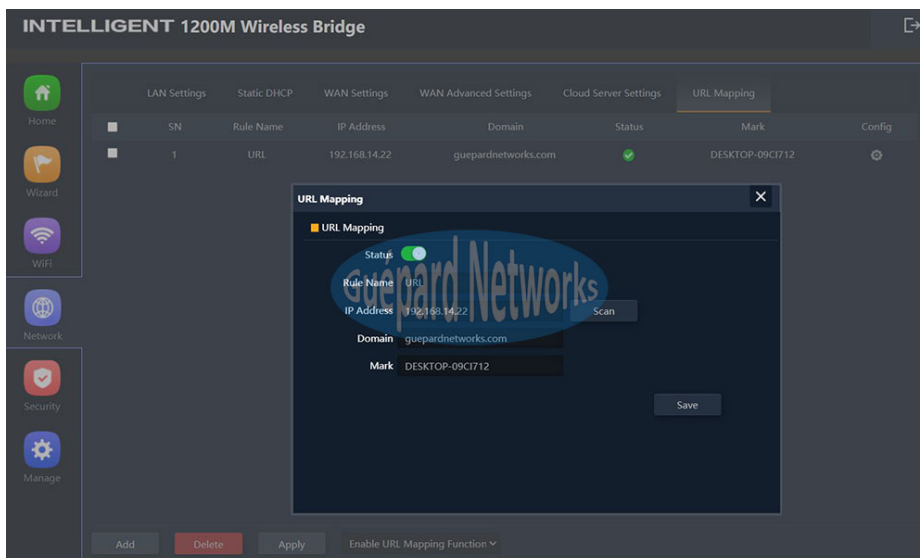 INTELLIGENT 1200M Wireless Bridge
Home
Wizard
WiFi
Network
Security
Manage
LAN Settings Static DHCP WAN Settings WAN Advanced Settings Cloud Server Settings URL Mapping
SN Rule Name IP Address Domain Status Mark Config
1 URL 192.168.14.22 guepardnetworks.com DESKTOP-09CI712
URL Mapping
URL Mapping
Status
Rule Name URL
IP Address 192.168.14.22 Scan
Domain guepardnetworks.com
Mark DESKTOP-09CI712
Save
Guépard Networks
Add Delete Apply Enable URL Mapping Function